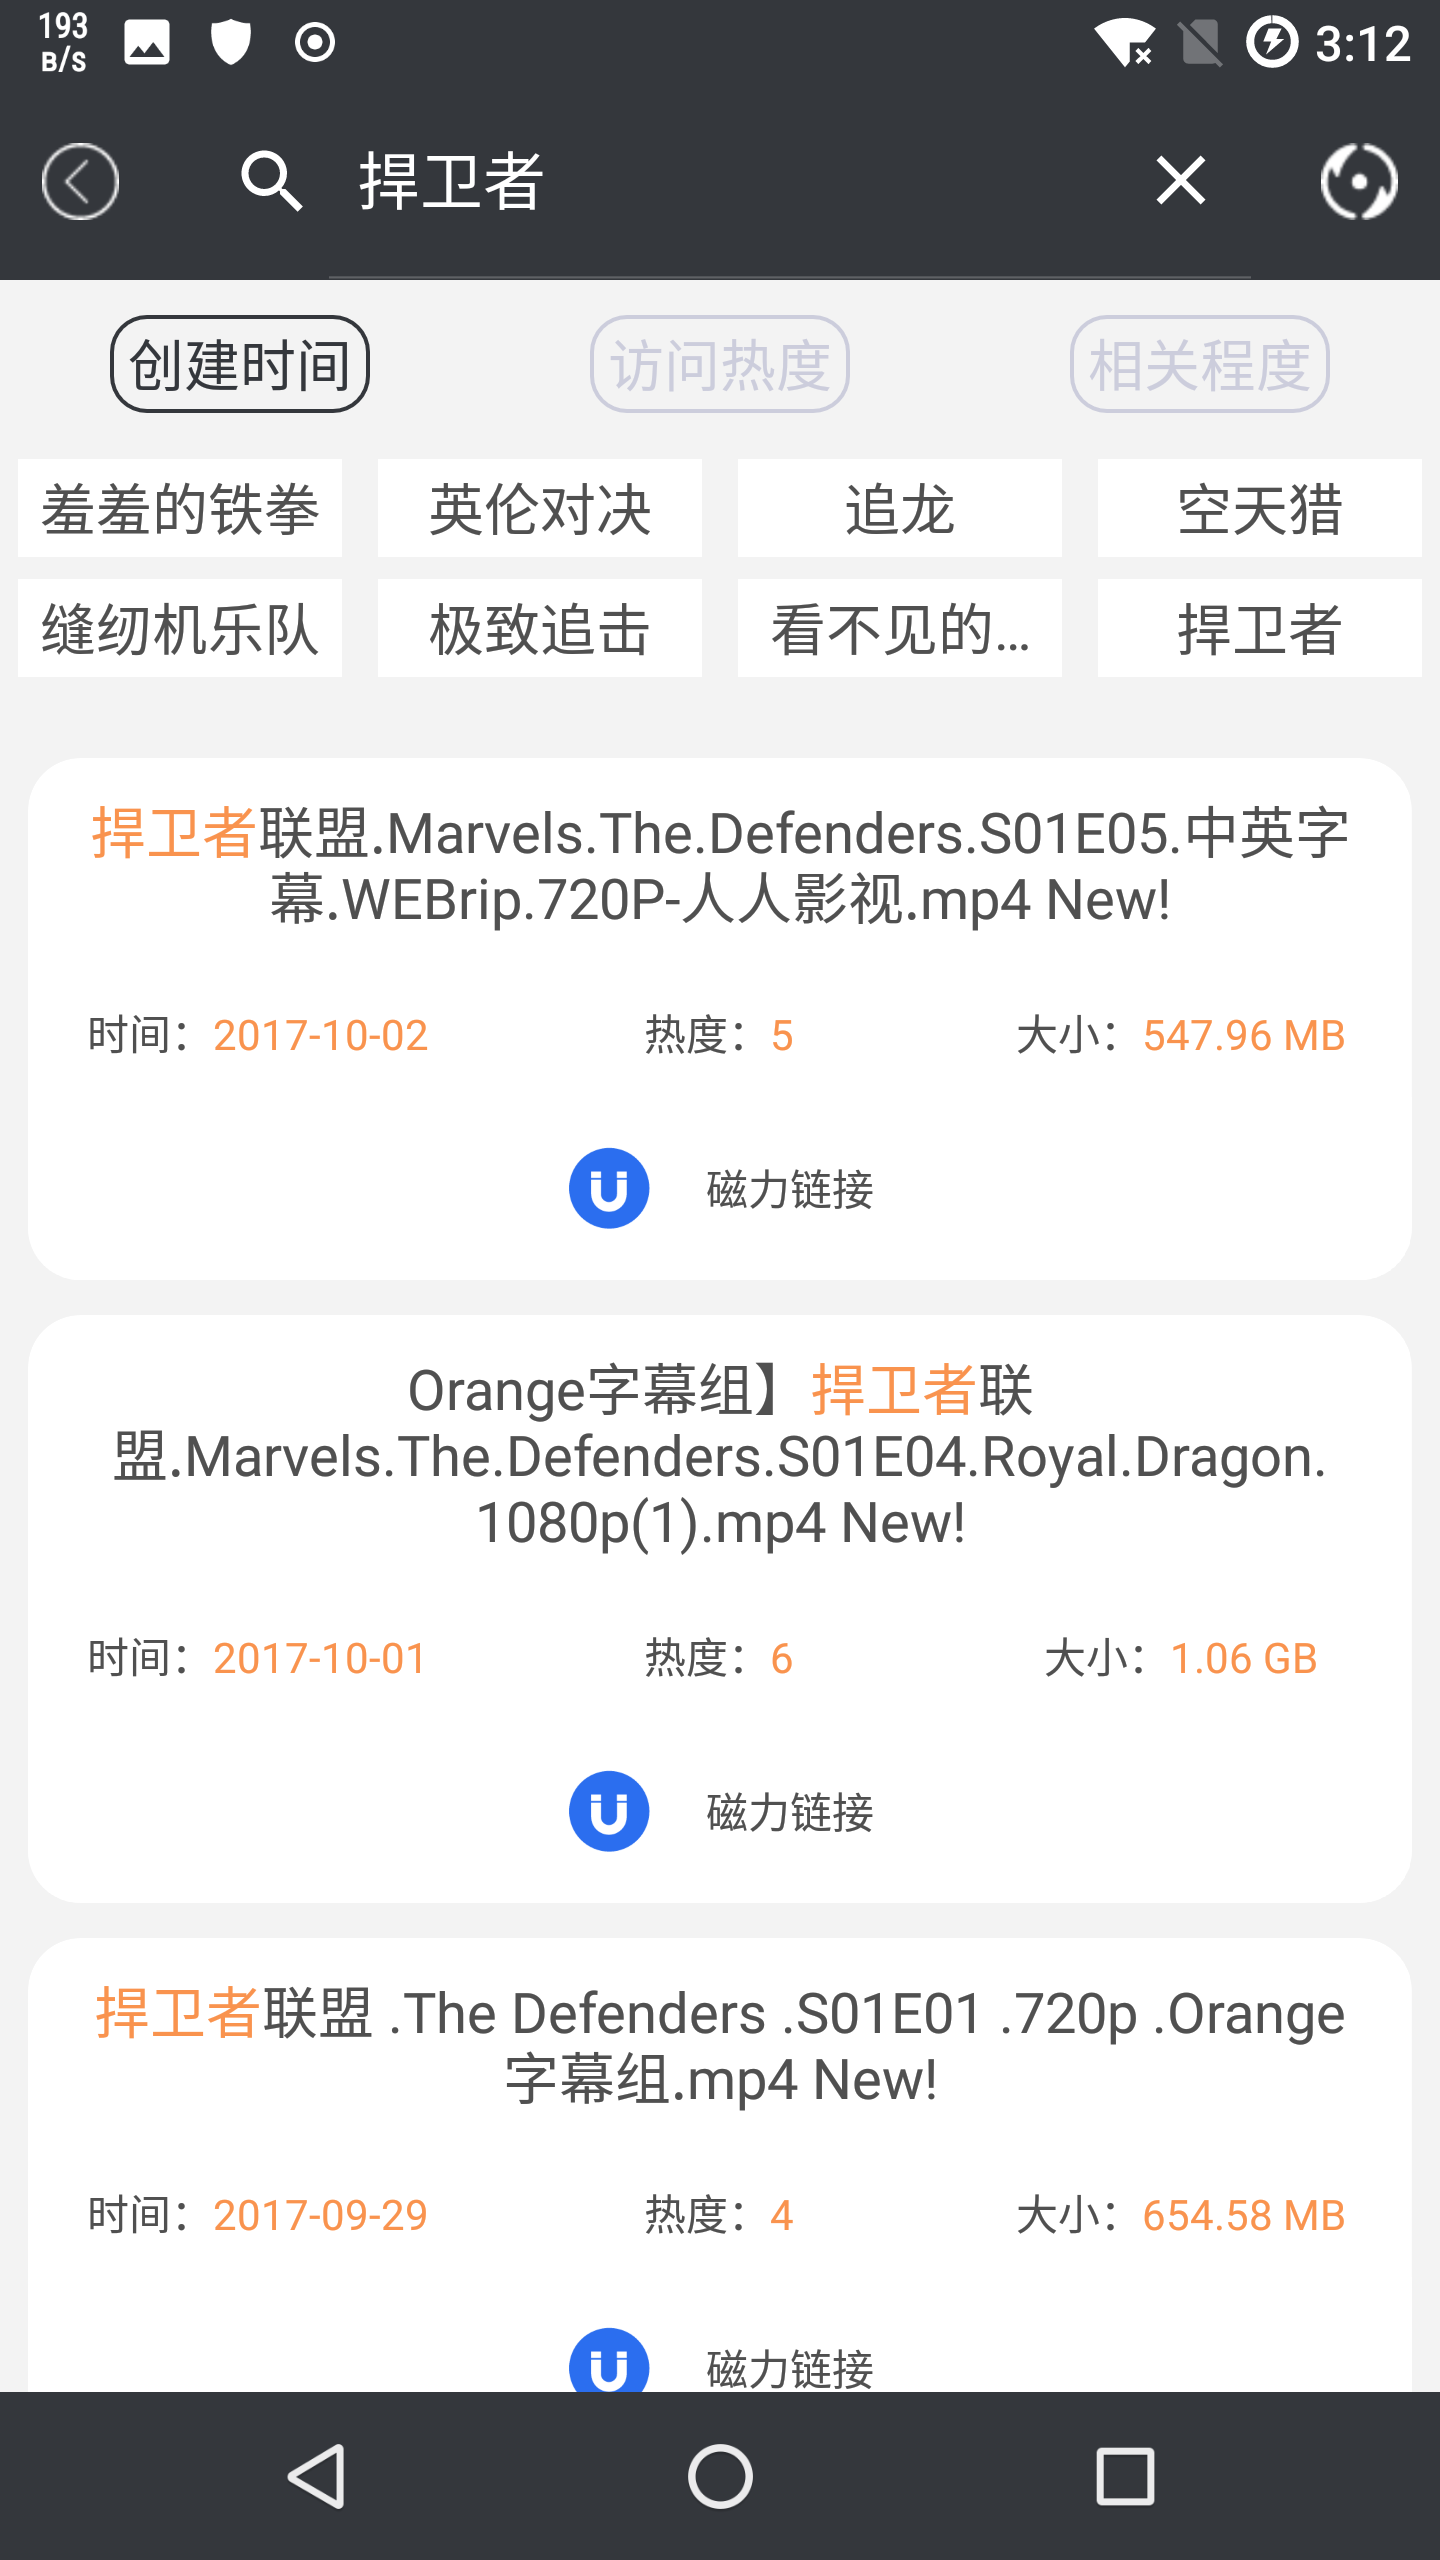 193
B/S
3:12
捍卫者
创建时间
访问热度
相关程度
羞羞的铁拳
英伦对决
追龙
空天猎
缝纫机乐队
极致追击
看不见的...
捍卫者
捍卫者联盟.Marvels.The.Defenders.S01E05.中英字
幕.WEBrip.720P-人人影视.mp4 New!
时间：2017-10-02
热度：5
大小：547.96 MB
磁力链接
Orange字幕组】捍卫者联
盟.Marvels.The.Defenders.S01E04.Royal.Dragon.
1080p(1).mp4 New!
时间：2017-10-01
热度：6
大小：1.06 GB
磁力链接
捍卫者联盟 .The Defenders .S01E01 .720p .Orange
字幕组.mp4 New!
时间：2017-09-29
热度：4
大小：654.58 MB
磁力链接